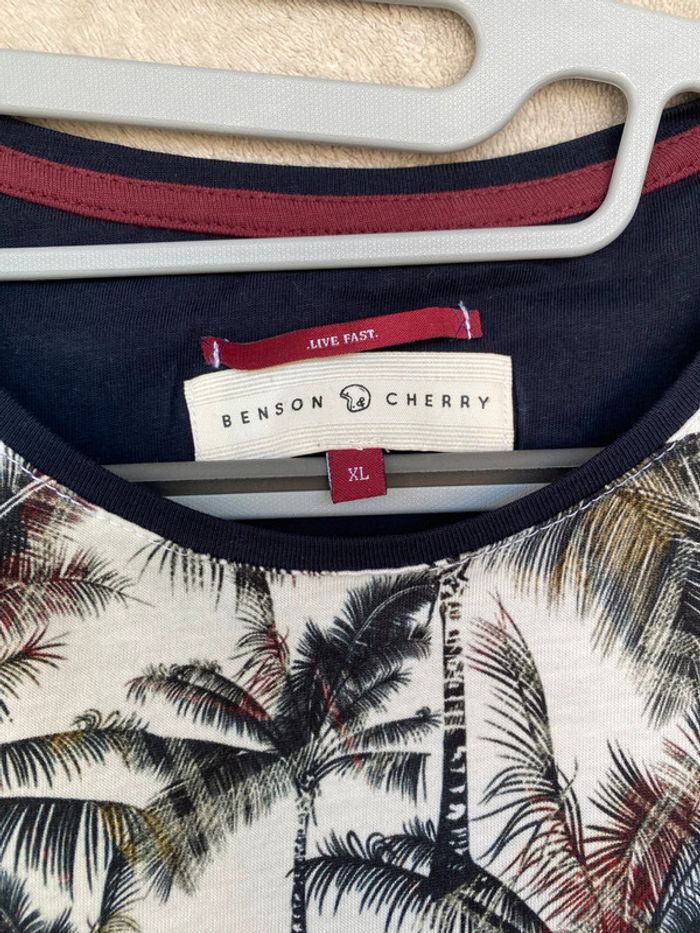 .LIVE FAST.
BENSON & CHERRY
XL